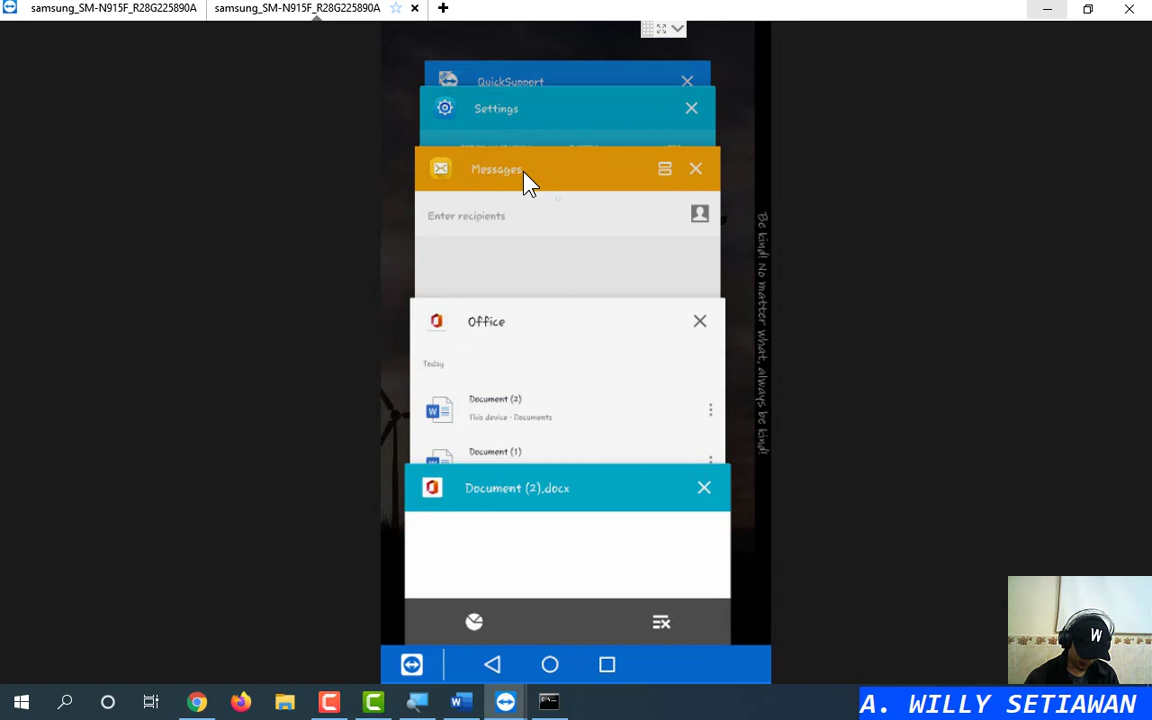 samsung_SM-N915F_R28G225890A
samsung_SM-N915F_R28G225890A
QuickSupport
Settings
Messages
Enter recipients
Office
Today
Document (2)
This device • Documents
Document (1)
Document (2).docx
Be kind! No matter what, always be kind!
W
A. WILLY SETIAWAN